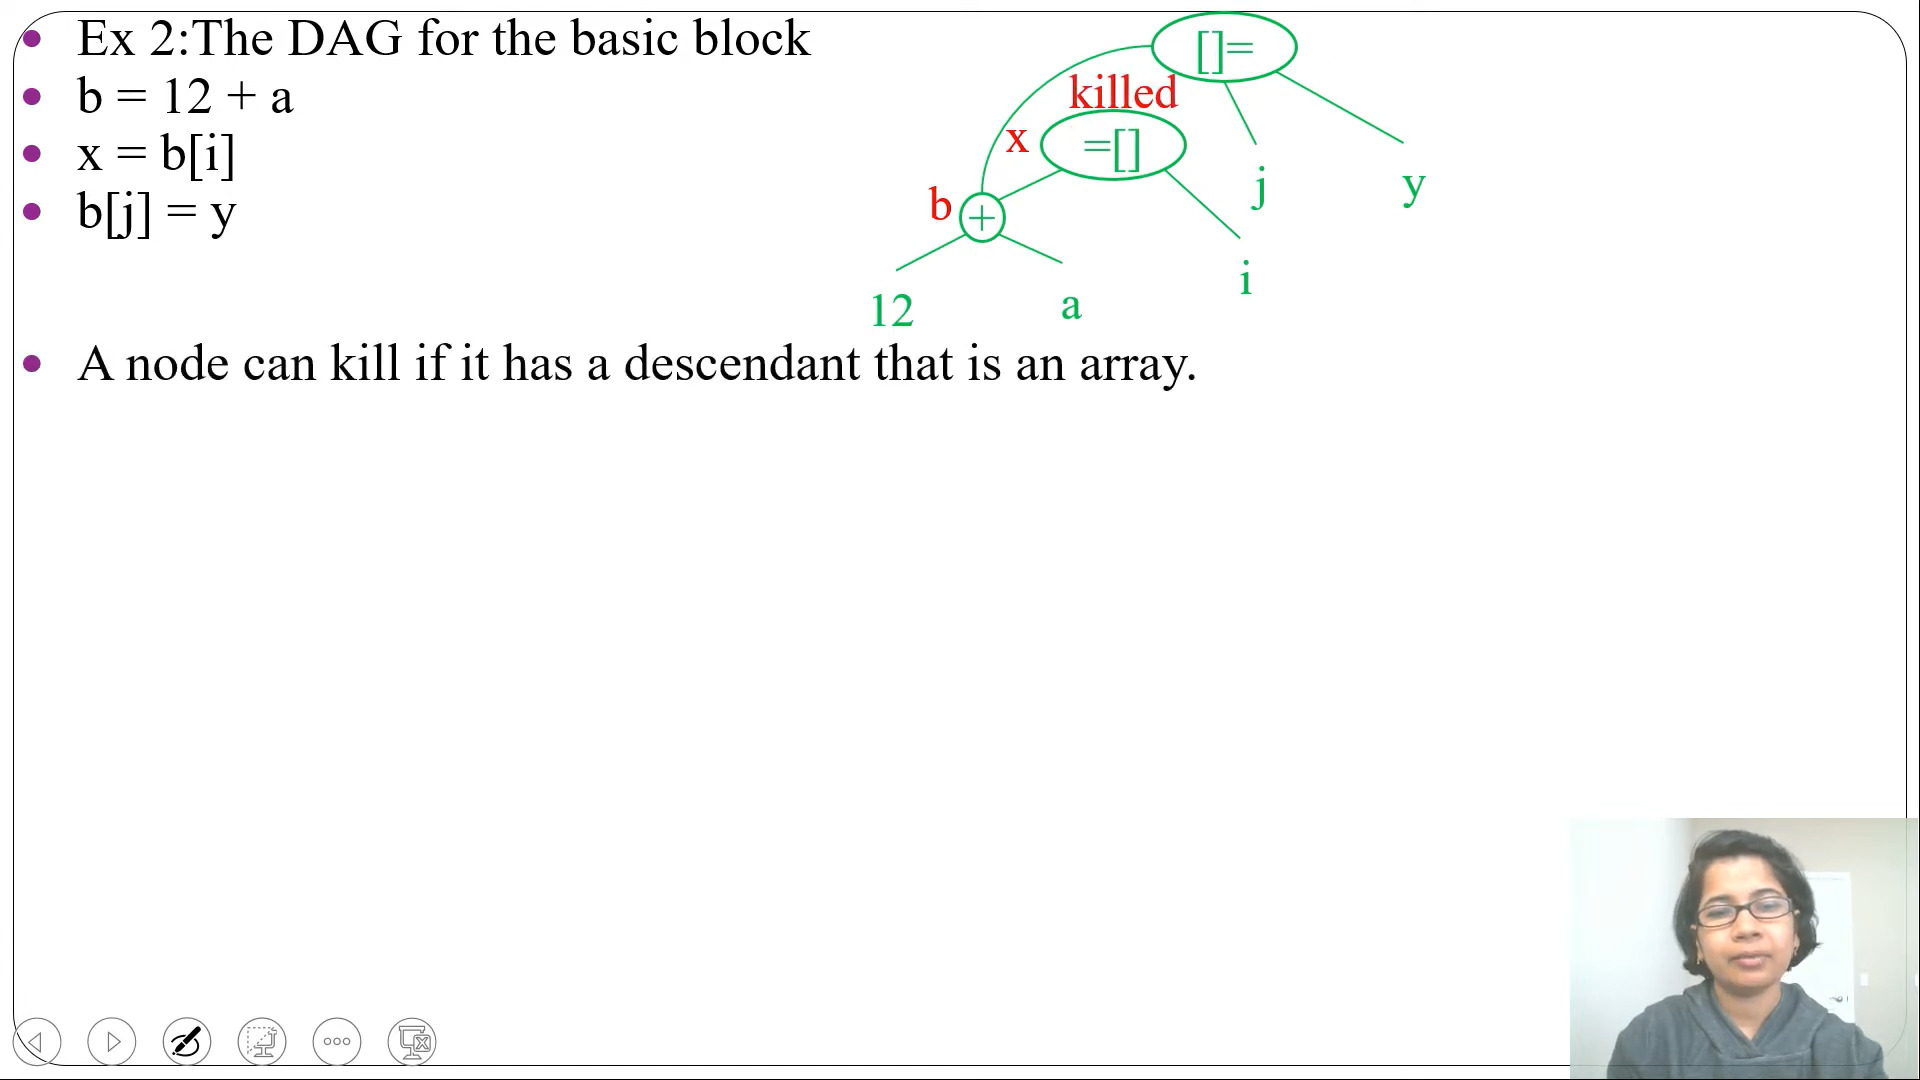 Ex 2:The DAG for the basic block
b = 12 + a
x = b[i]
b[j] = y
A node can kill if it has a descendant that is an array.
[]=
killed
x
=[]
j
y
b
+
i
12
a